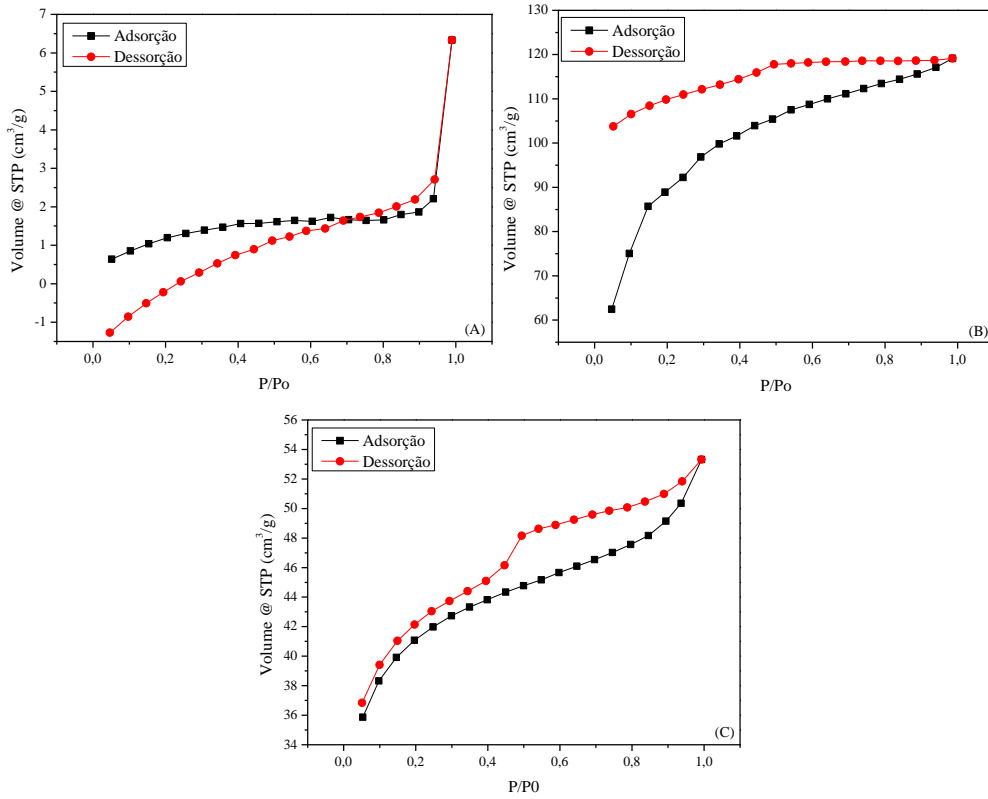 Adsorção
Dessorção
Volume @ STP (cm³/g)
6
5
4
3
2
1
0
-1
0,0 0,2 0,4 0,6 0,8 1,0
P/Po
(A)
Adsorção
Dessorção
Volume @ STP (cm³/g)
130
120
110
100
90
80
70
60
0,0 0,2 0,4 0,6 0,8 1,0
P/Po
(B)
Adsorção
Dessorção
Volume @ STP (cm³/g)
56
54
52
50
48
46
44
42
40
38
36
34
0,0 0,2 0,4 0,6 0,8 1,0
P/P0
(C)